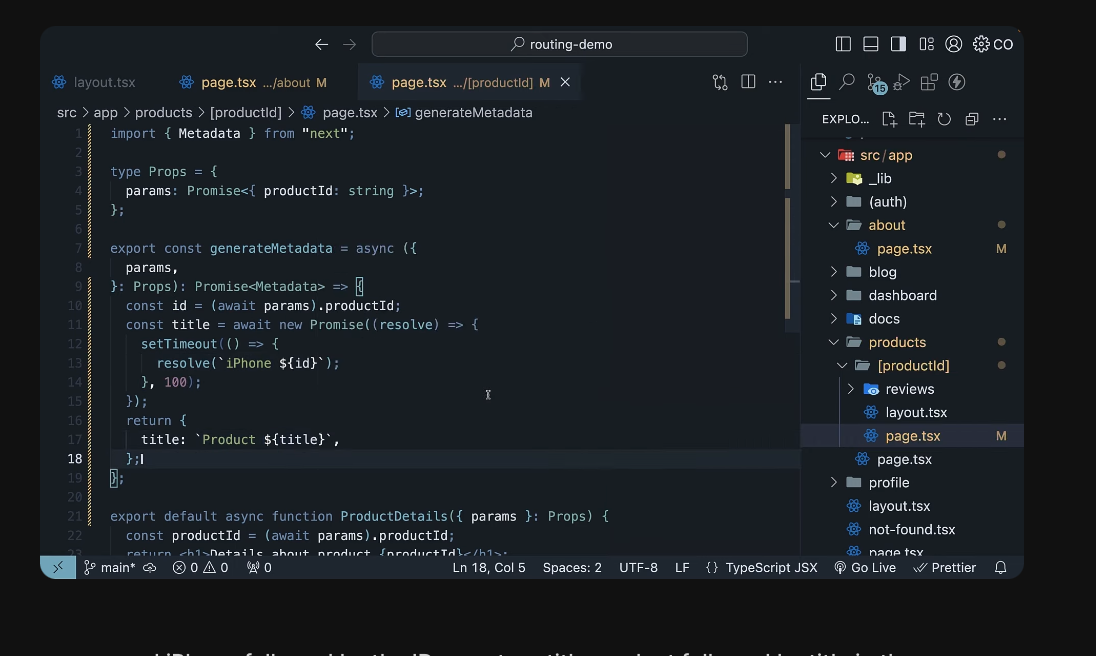 routing-demo
CO
layout.tsx
page.tsx .../about M
page.tsx .../[productId] M
src > app > products > [productId] > page.tsx > generateMetadata
1 import { Metadata } from "next";
2
3 type Props = {
4 params: Promise<{ productId: string }>;
5 };
6
7 export const generateMetadata = async ({
8 params,
9 }: Props): Promise<Metadata> => {
10 const id = (await params).productId;
11 const title = await new Promise((resolve) => {
12 setTimeout(() => {
13 resolve(`iPhone ${id}`);
14 }, 100);
15 });
16 return {
17 title: `Product ${title}`,
18 };
19 };
20
21 export default async function ProductDetails({ params }: Props) {
22 const productId = (await params).productId;
23 return <h1>Details about product {productId}</h1>;
15
EXPLO...
src/app
_lib
(auth)
about
page.tsx M
blog
dashboard
docs
products
[productId]
reviews
layout.tsx
page.tsx M
page.tsx
profile
layout.tsx
not-found.tsx
page.tsx
main* 0 0 0 Ln 18, Col 5 Spaces: 2 UTF-8 LF {} TypeScript JSX Go Live Prettier